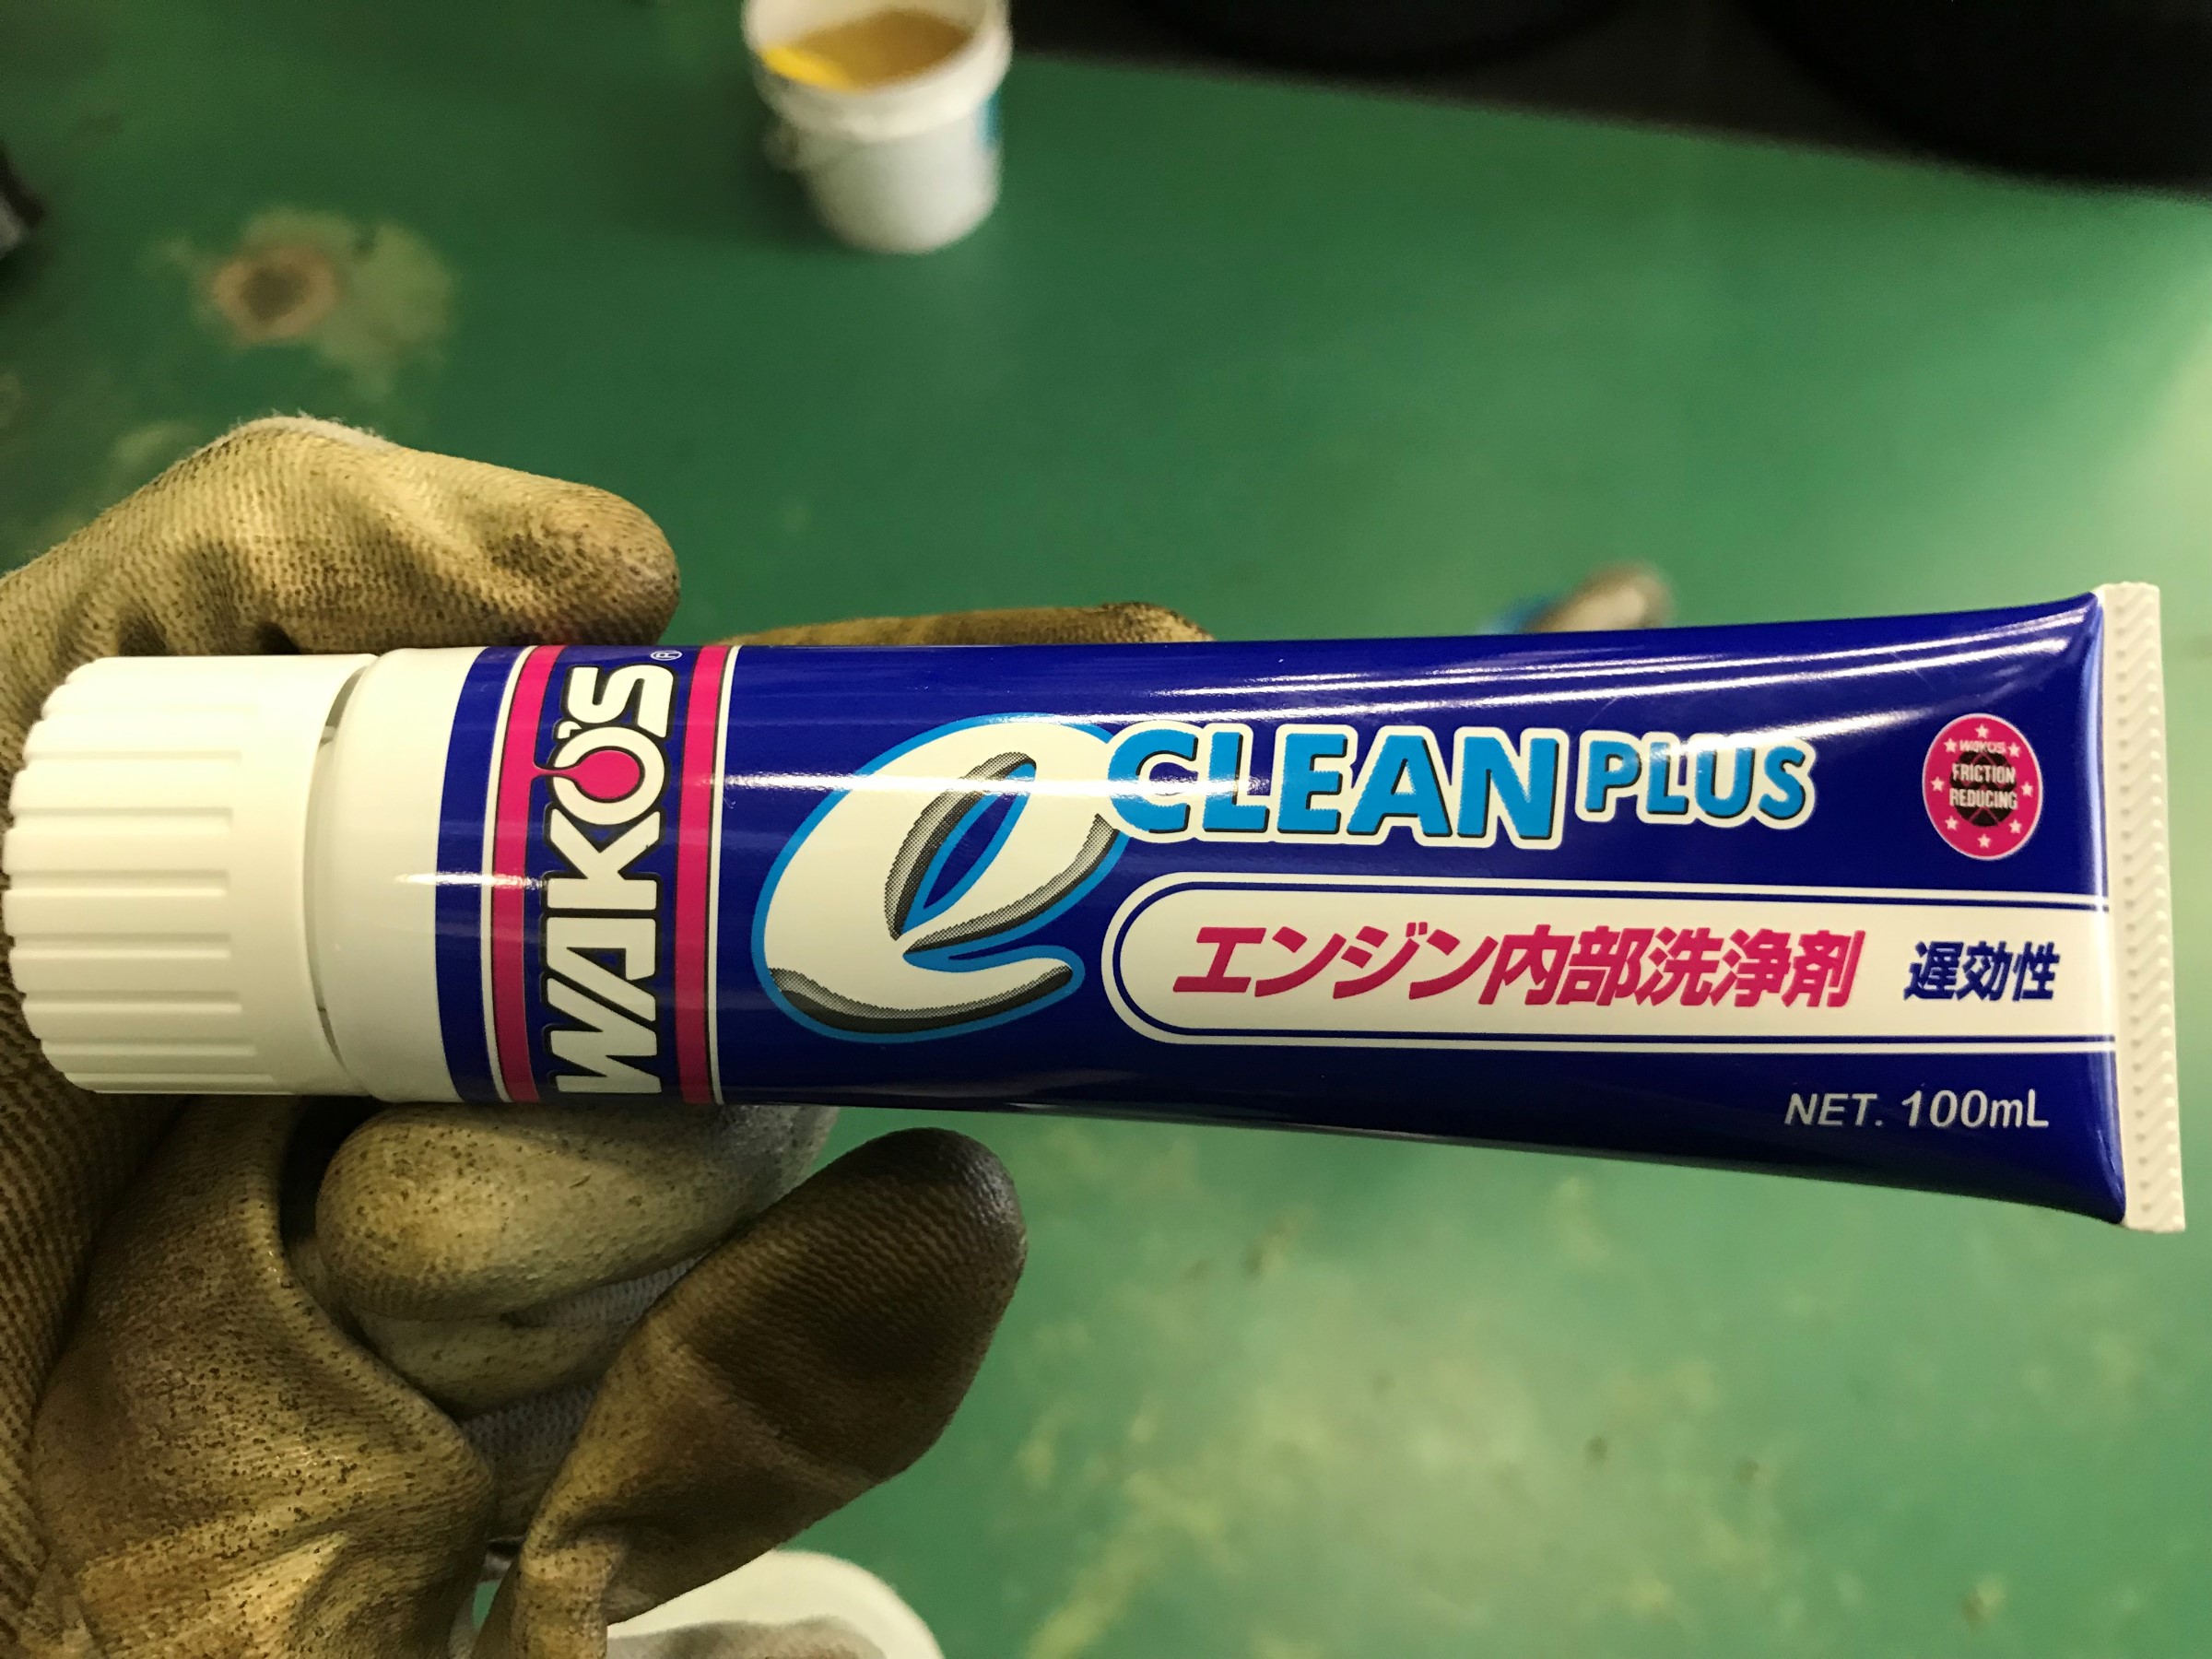 WAKO'S®
e CLEAN PLUS
WAKO'S
FRICTION
REDUCING
エンジン内部洗浄剤 遅効性
NET. 100mL